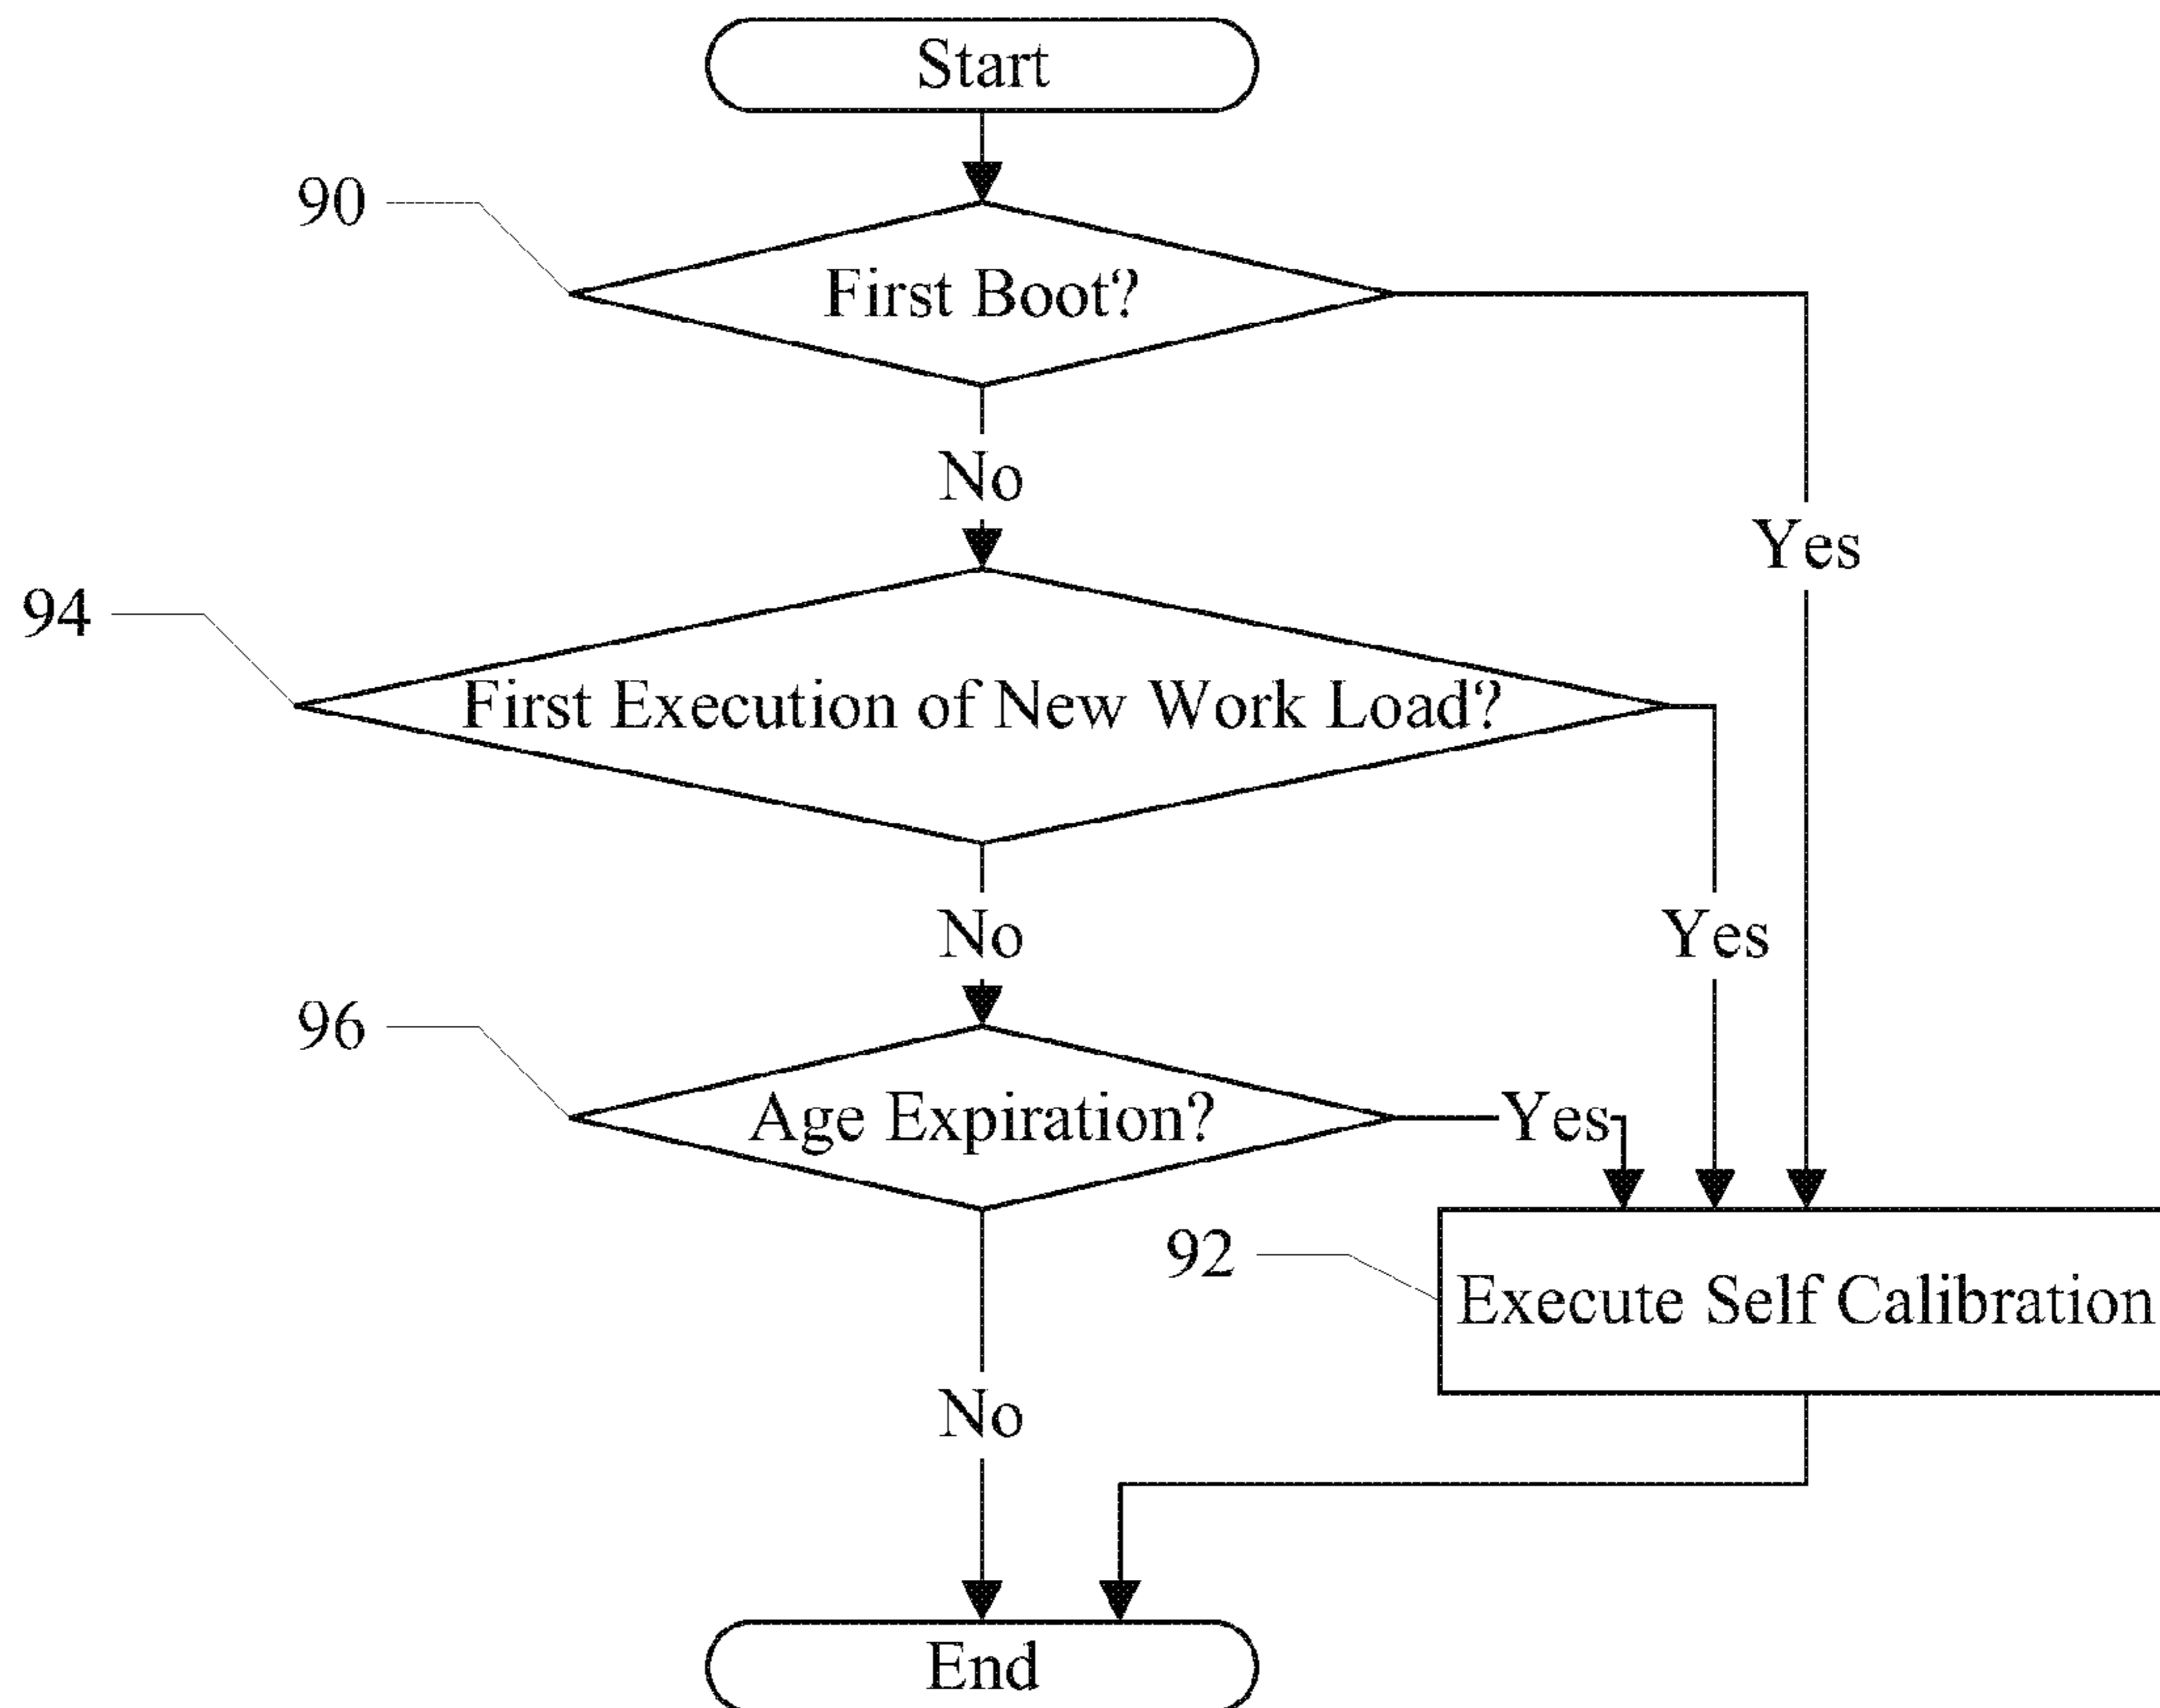 Start
90
First Boot?
No
Yes
94
First Execution of New Work Load?
No
Yes
96
Age Expiration?
Yes
92
Execute Self Calibration
No
End